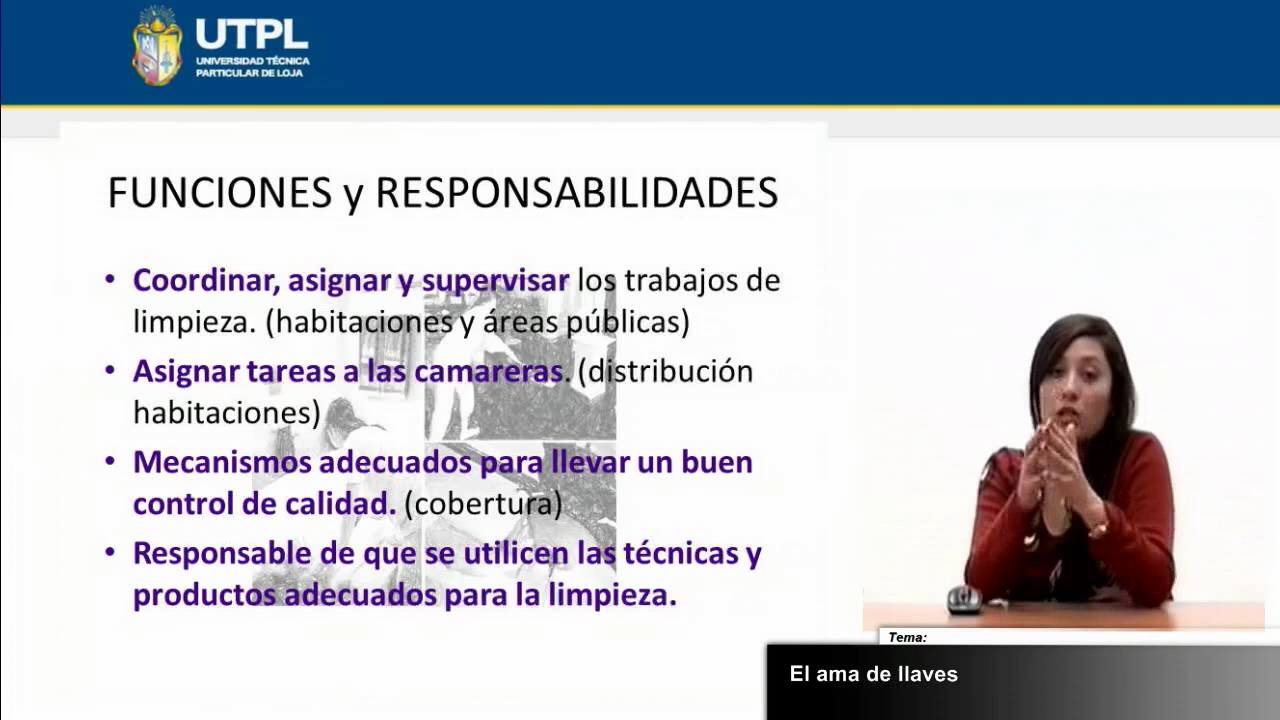 UTPL
UNIVERSIDAD TÉCNICA
PARTICULAR DE LOJA
FUNCIONES y RESPONSABILIDADES
• Coordinar, asignar y supervisar los trabajos de
limpieza. (habitaciones y áreas públicas)
• Asignar tareas a las camareras. (distribución
habitaciones)
• Mecanismos adecuados para llevar un buen
control de calidad. (cobertura)
• Responsable de que se utilicen las técnicas y
productos adecuados para la limpieza.
Tema:
El ama de llaves